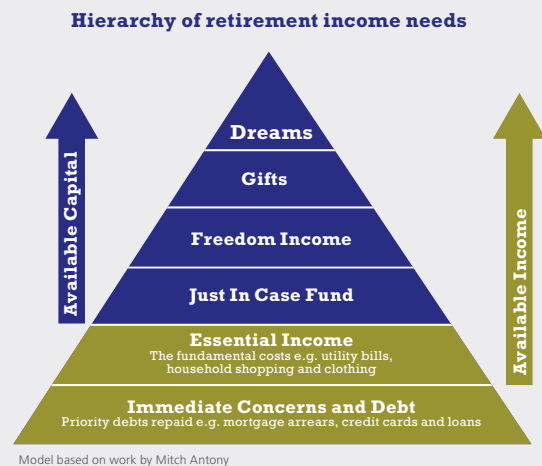 Hierarchy of retirement income needs
Available Capital
Dreams
Gifts
Freedom Income
Just In Case Fund
Essential Income
The fundamental costs e.g. utility bills,
household shopping and clothing
Immediate Concerns and Debt
Priority debts repaid e.g. mortgage arrears, credit cards and loans
Available Income
Model based on work by Mitch Antony